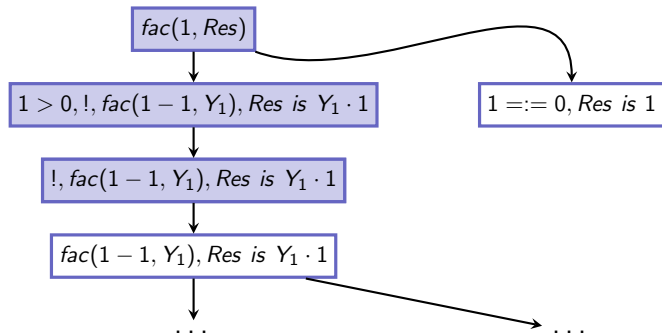 fac(1, Res)
1 > 0, !, fac(1 − 1, Y₁), Res is Y₁ · 1
1 =:= 0, Res is 1
!, fac(1 − 1, Y₁), Res is Y₁ · 1
fac(1 − 1, Y₁), Res is Y₁ · 1
. . .
. . .